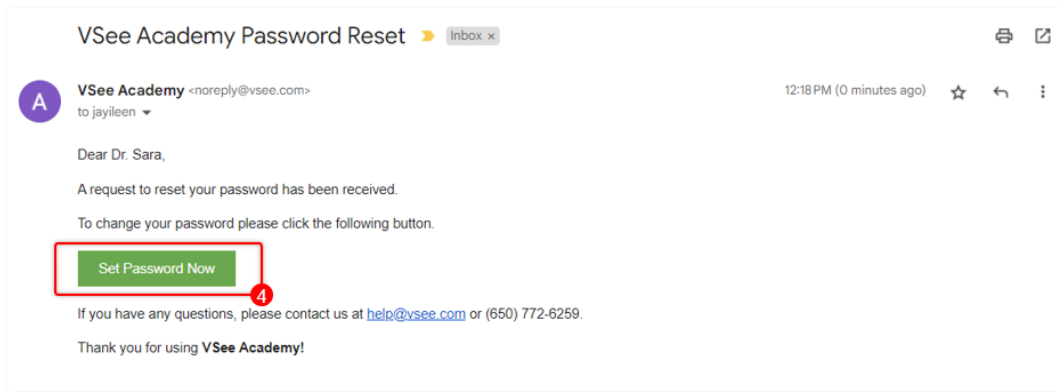 VSee Academy Password Reset Inbox ×
VSee Academy <noreply@vsee.com> 12:18 PM (0 minutes ago)
A
to jayileen
Dear Dr. Sara,
A request to reset your password has been received.
To change your password please click the following button.
Set Password Now
4
If you have any questions, please contact us at help@vsee.com or (650) 772-6259.
Thank you for using VSee Academy!